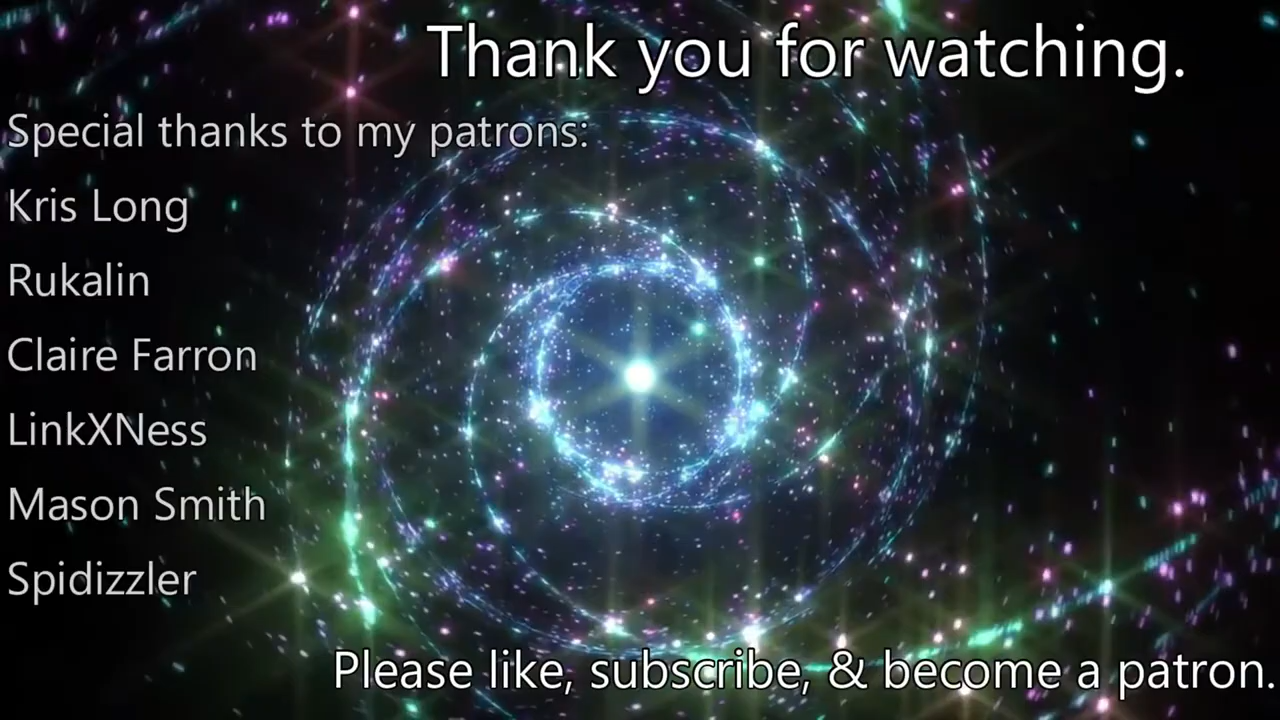 Thank you for watching.
Special thanks to my patrons:
Kris Long
Rukalin
Claire Farron
LinkXNess
Mason Smith
Spidizzler
Please like, subscribe, & become a patron.